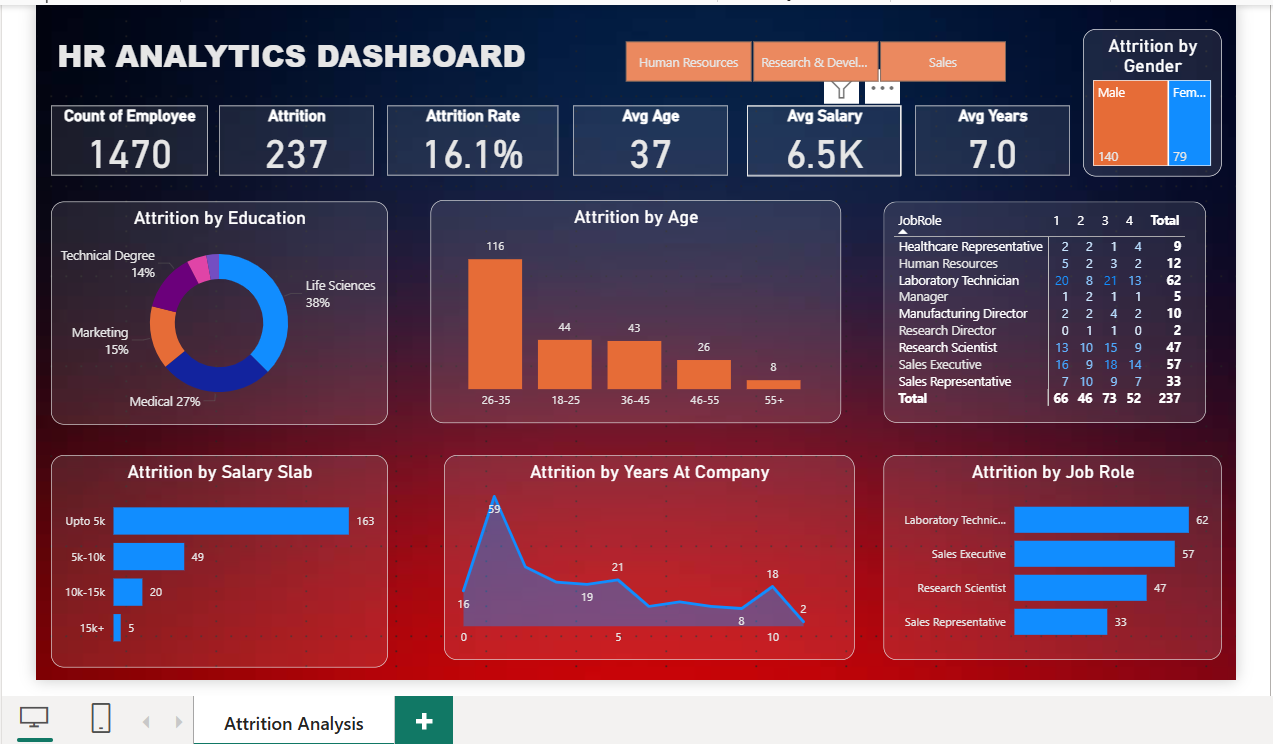 HR ANALYTICS DASHBOARD
Human Resources
Research & Devel...
Sales
Attrition by
Gender
Male
Fem...
140
79
Count of Employee
1470
Attrition
237
Attrition Rate
16.1%
Avg Age
37
Avg Salary
6.5K
Avg Years
7.0
Attrition by Education
Technical Degree
14%
Life Sciences
38%
Marketing
15%
Medical 27%
Attrition by Age
116
44
43
26
8
26-35
18-25
36-45
46-55
55+
JobRole 1 2 3 4 Total
Healthcare Representative 2 2 1 4 9
Human Resources 5 2 3 2 12
Laboratory Technician 20 8 21 13 62
Manager 1 2 1 1 5
Manufacturing Director 2 2 4 2 10
Research Director 0 1 1 0 2
Research Scientist 13 10 15 9 47
Sales Executive 16 9 18 14 57
Sales Representative 7 10 9 7 33
Total 66 46 73 52 237
Attrition by Salary Slab
Upto 5k 163
5k-10k 49
10k-15k 20
15k+ 5
Attrition by Years At Company
59
16
19
21
8
18
2
0
5
10
Attrition by Job Role
Laboratory Technic... 62
Sales Executive 57
Research Scientist 47
Sales Representative 33
Attrition Analysis